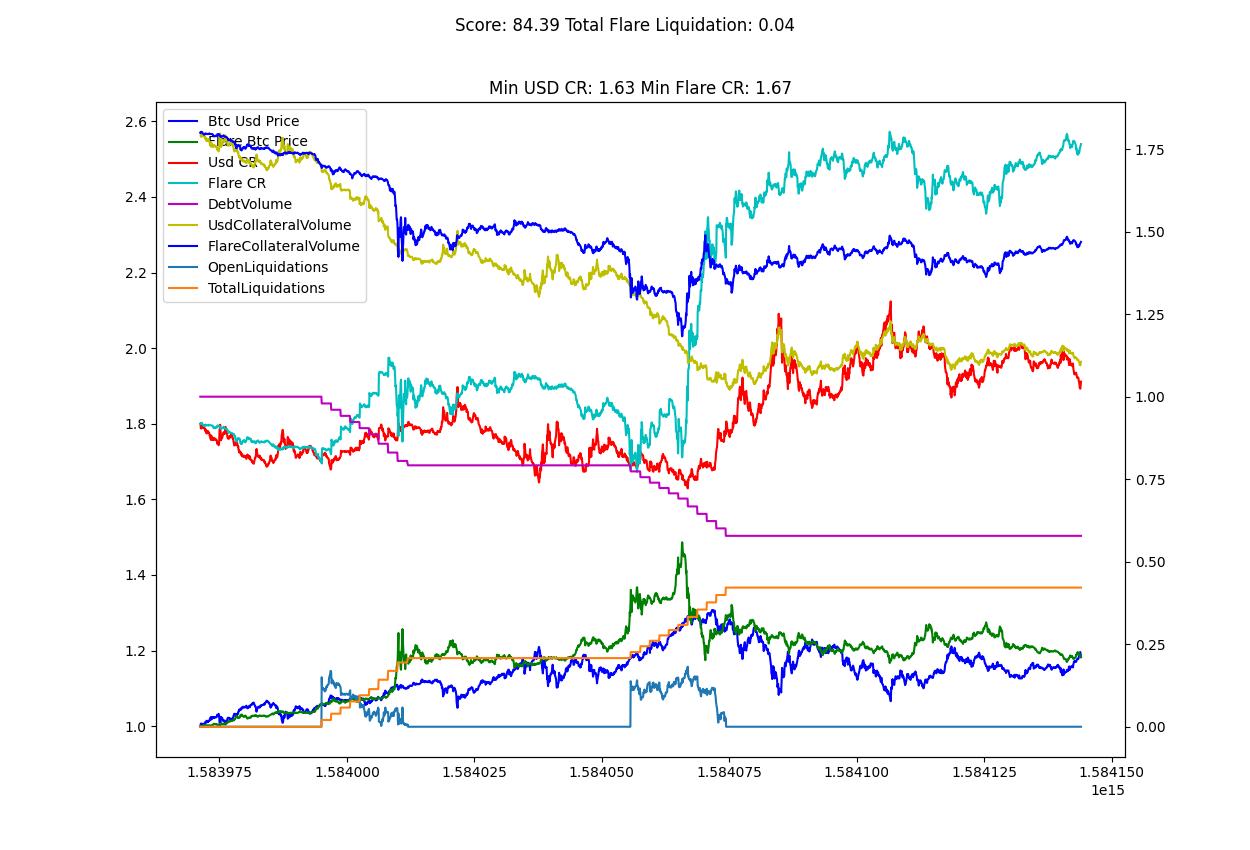 Score: 84.39 Total Flare Liquidation: 0.04
Min USD CR: 1.63 Min Flare CR: 1.67
Btc Usd Price
Flare Btc Price
Usd CR
Flare CR
DebtVolume
UsdCollateralVolume
FlareCollateralVolume
OpenLiquidations
TotalLiquidations
2.6
2.4
2.2
2.0
1.8
1.6
1.4
1.2
1.0
1.75
1.50
1.25
1.00
0.75
0.50
0.25
0.00
1.583975 1.584000 1.584025 1.584050 1.584075 1.584100 1.584125 1.584150
1e15